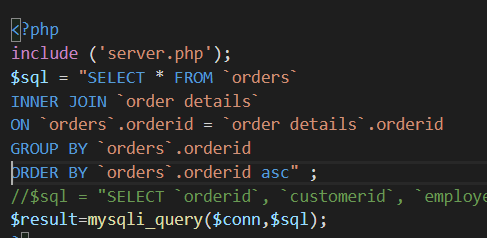 <?php
include ('server.php');
$sql = "SELECT * FROM `orders`
INNER JOIN `order details`
ON `orders`.orderid = `order details`.orderid
GROUP BY `orders`.orderid
ORDER BY `orders`.orderid asc" ;
//$sql = "SELECT `orderid`, `customerid`, `employe
$result=mysqli_query($conn,$sql);